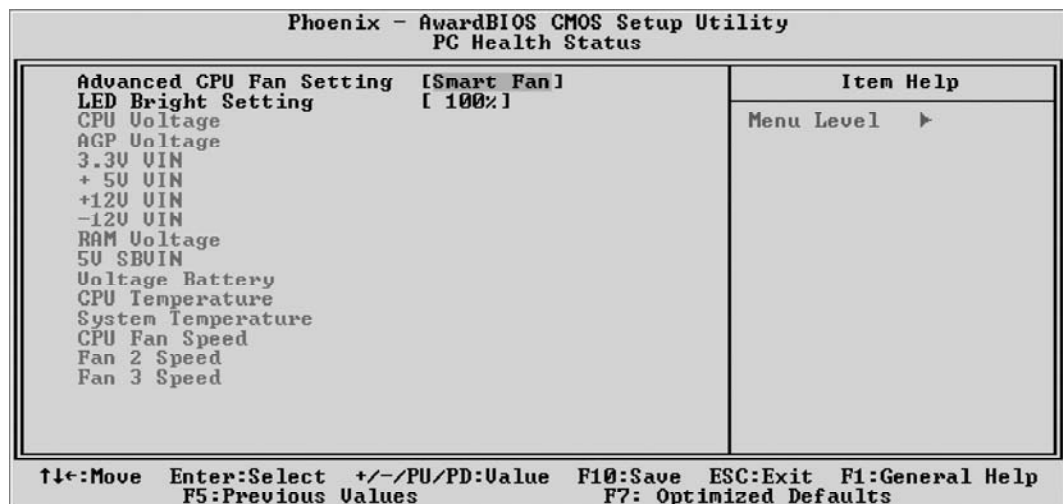 Phoenix - AwardBIOS CMOS Setup Utility
PC Health Status
Advanced CPU Fan Setting [Smart Fan]
LED Bright Setting [ 100%]
CPU Voltage
AGP Voltage
3.3V VIN
+ 5V VIN
+12V VIN
-12V VIN
RAM Voltage
5V SBVIN
Voltage Battery
CPU Temperature
System Temperature
CPU Fan Speed
Fan 2 Speed
Fan 3 Speed
Item Help
Menu Level ▶
↑↓←:Move Enter:Select +/-/PU/PD:Value F10:Save ESC:Exit F1:General Help
F5:Previous Values F7: Optimized Defaults